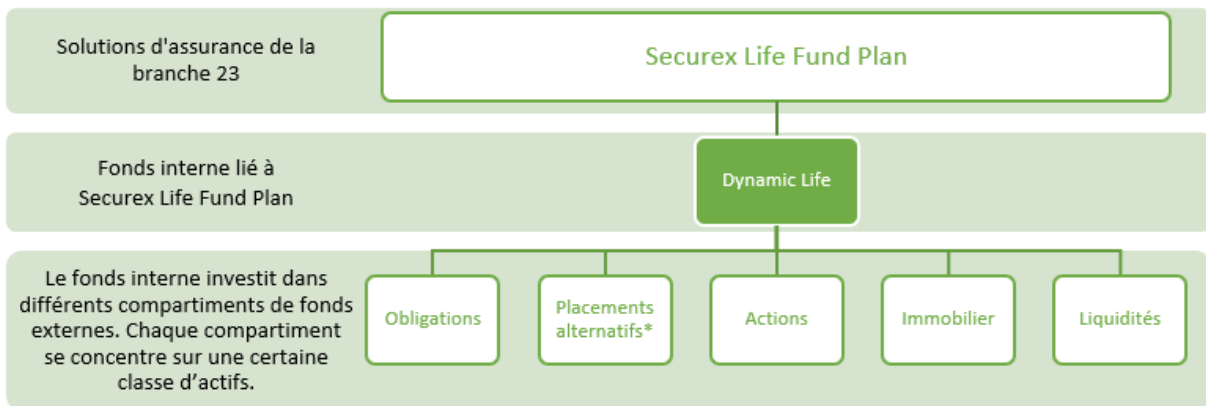 Solutions d'assurance de la
branche 23
Securex Life Fund Plan
Fonds interne lié à
Securex Life Fund Plan
Dynamic Life
Le fonds interne investit dans
différents compartiments de fonds
externes. Chaque compartiment
se concentre sur une certaine
classe d’actifs.
Obligations
Placements
alternatifs*
Actions
Immobilier
Liquidités